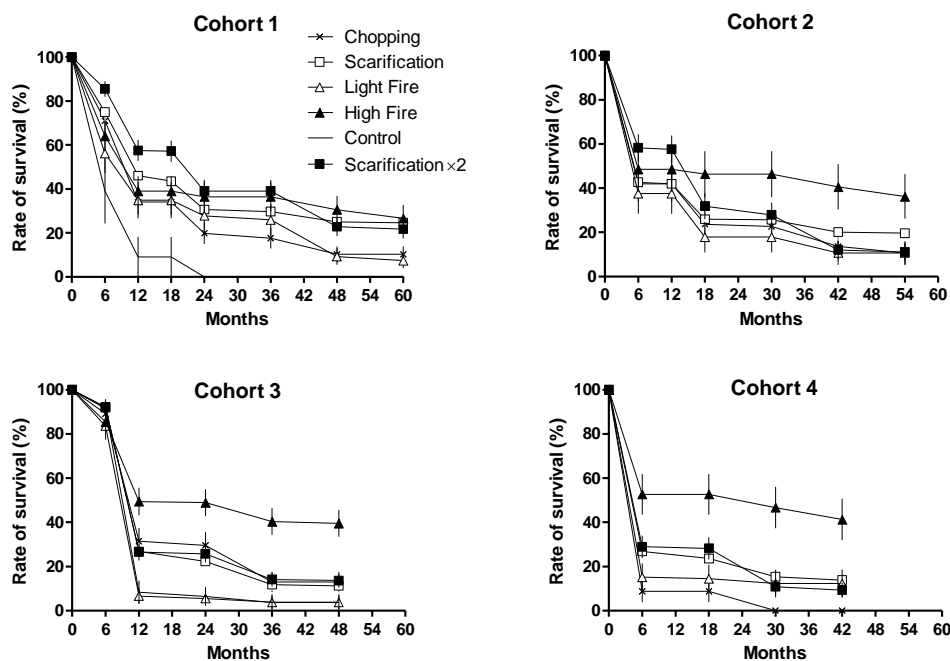 Cohort 1
Chopping
Scarification
Light Fire
High Fire
Control
Scarification×2
Rate of survival (%)
100
80
60
40
20
0
0 6 12 18 24 30 36 42 48 54 60
Months
Cohort 2
Rate of survival (%)
100
80
60
40
20
0
0 6 12 18 24 30 36 42 48 54 60
Months
Cohort 3
Rate of survival (%)
100
80
60
40
20
0
0 6 12 18 24 30 36 42 48 54 60
Months
Cohort 4
Rate of survival (%)
100
80
60
40
20
0
0 6 12 18 24 30 36 42 48 54 60
Months